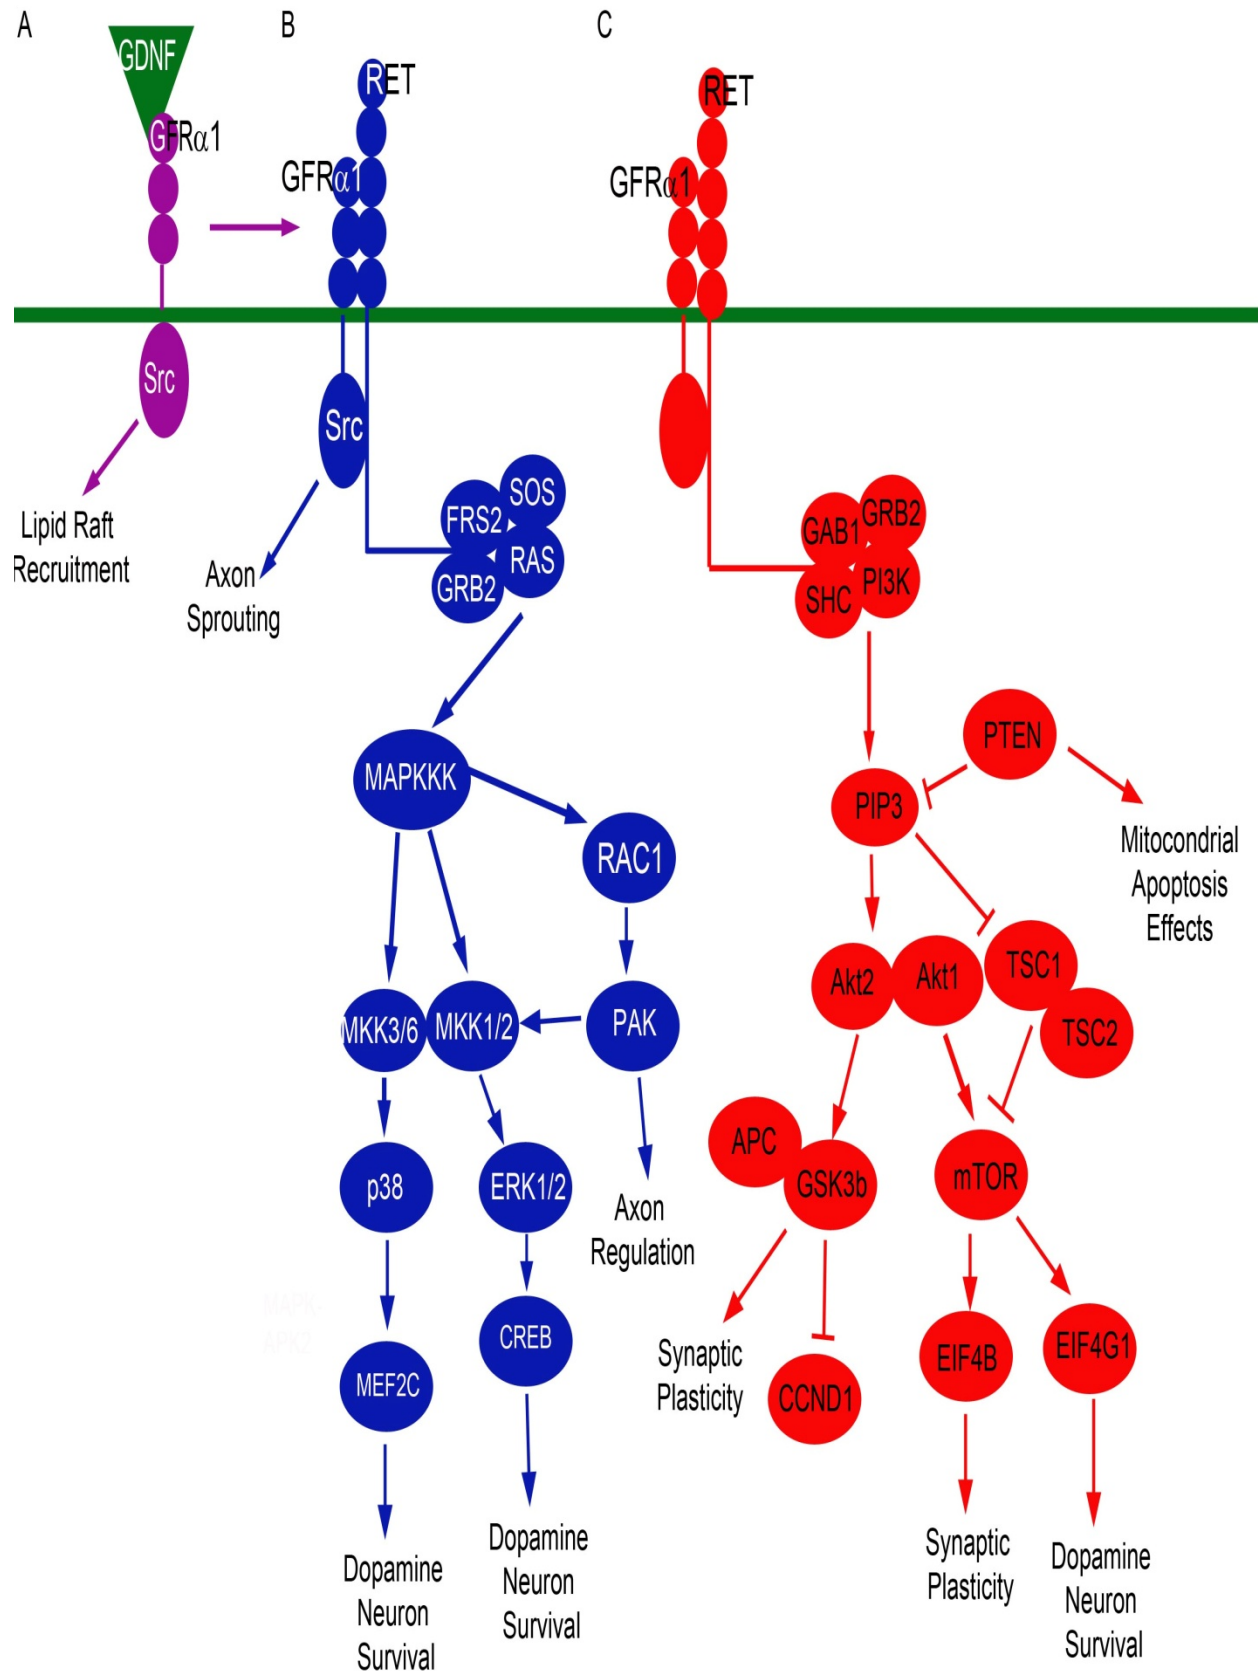 A
B
C
GDNF
GFRα1
RET
GFRα1
RET
GFRα1
Src
Src
Lipid Raft
Recruitment
Axon
Sprouting
FRS2
SOS
GRB2
RAS
GAB1
GRB2
SHC
PI3K
MAPKKK
RAC1
PIP3
PTEN
Mitocondrial
Apoptosis
Effects
MKK3/6
MKK1/2
PAK
Akt2
Akt1
TSC1
TSC2
p38
ERK1/2
Axon
Regulation
APC
GSK3b
mTOR
MAPK-
APK2
MEF2C
CREB
Synaptic
Plasticity
CCND1
EIF4B
EIF4G1
Dopamine
Neuron
Survival
Dopamine
Neuron
Survival
Synaptic
Plasticity
Dopamine
Neuron
Survival